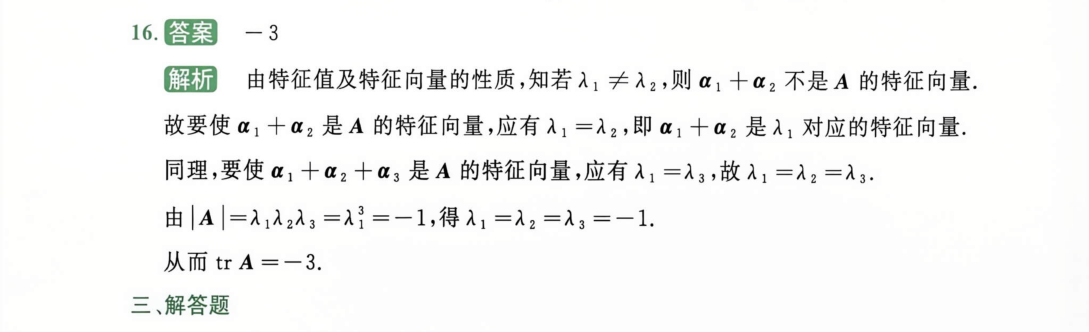 16. 答案 －3
解析 由特征值及特征向量的性质,知若 λ₁ ≠ λ₂,则 α₁＋α₂ 不是 A 的特征向量.
故要使 α₁＋α₂ 是 A 的特征向量,应有 λ₁＝λ₂,即 α₁＋α₂ 是 λ₁ 对应的特征向量.
同理,要使 α₁＋α₂＋α₃ 是 A 的特征向量,应有 λ₁＝λ₃,故 λ₁＝λ₂＝λ₃.
由|A|＝λ₁λ₂λ₃＝λ₁³＝－1,得 λ₁＝λ₂＝λ₃＝－1.
从而 tr A＝－3.
三、解答题